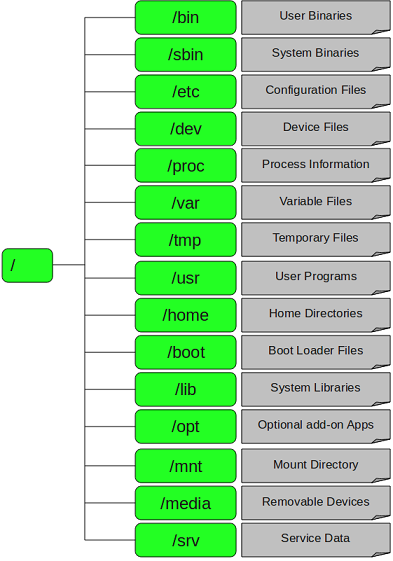 /bin User Binaries
/sbin System Binaries
/etc Configuration Files
/dev Device Files
/proc Process Information
/var Variable Files
/tmp Temporary Files
/
/usr User Programs
/home Home Directories
/boot Boot Loader Files
/lib System Libraries
/opt Optional add-on Apps
/mnt Mount Directory
/media Removable Devices
/srv Service Data